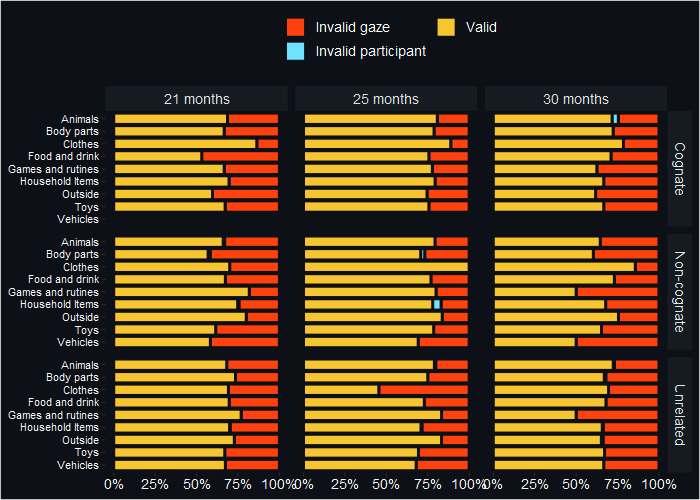 Invalid gaze Valid
Invalid participant
21 months 25 months 30 months
Animals
Body parts
Clothes
Food and drink
Games and rutines
Household Items
Outside
Toys
Vehicles
Cognate
Animals
Body parts
Clothes
Food and drink
Games and rutines
Household Items
Outside
Toys
Vehicles
Non-cognate
Animals
Body parts
Clothes
Food and drink
Games and rutines
Household Items
Outside
Toys
Vehicles
Unrelated
0% 25% 50% 75% 100% 0% 25% 50% 75% 100% 0% 25% 50% 75% 100%